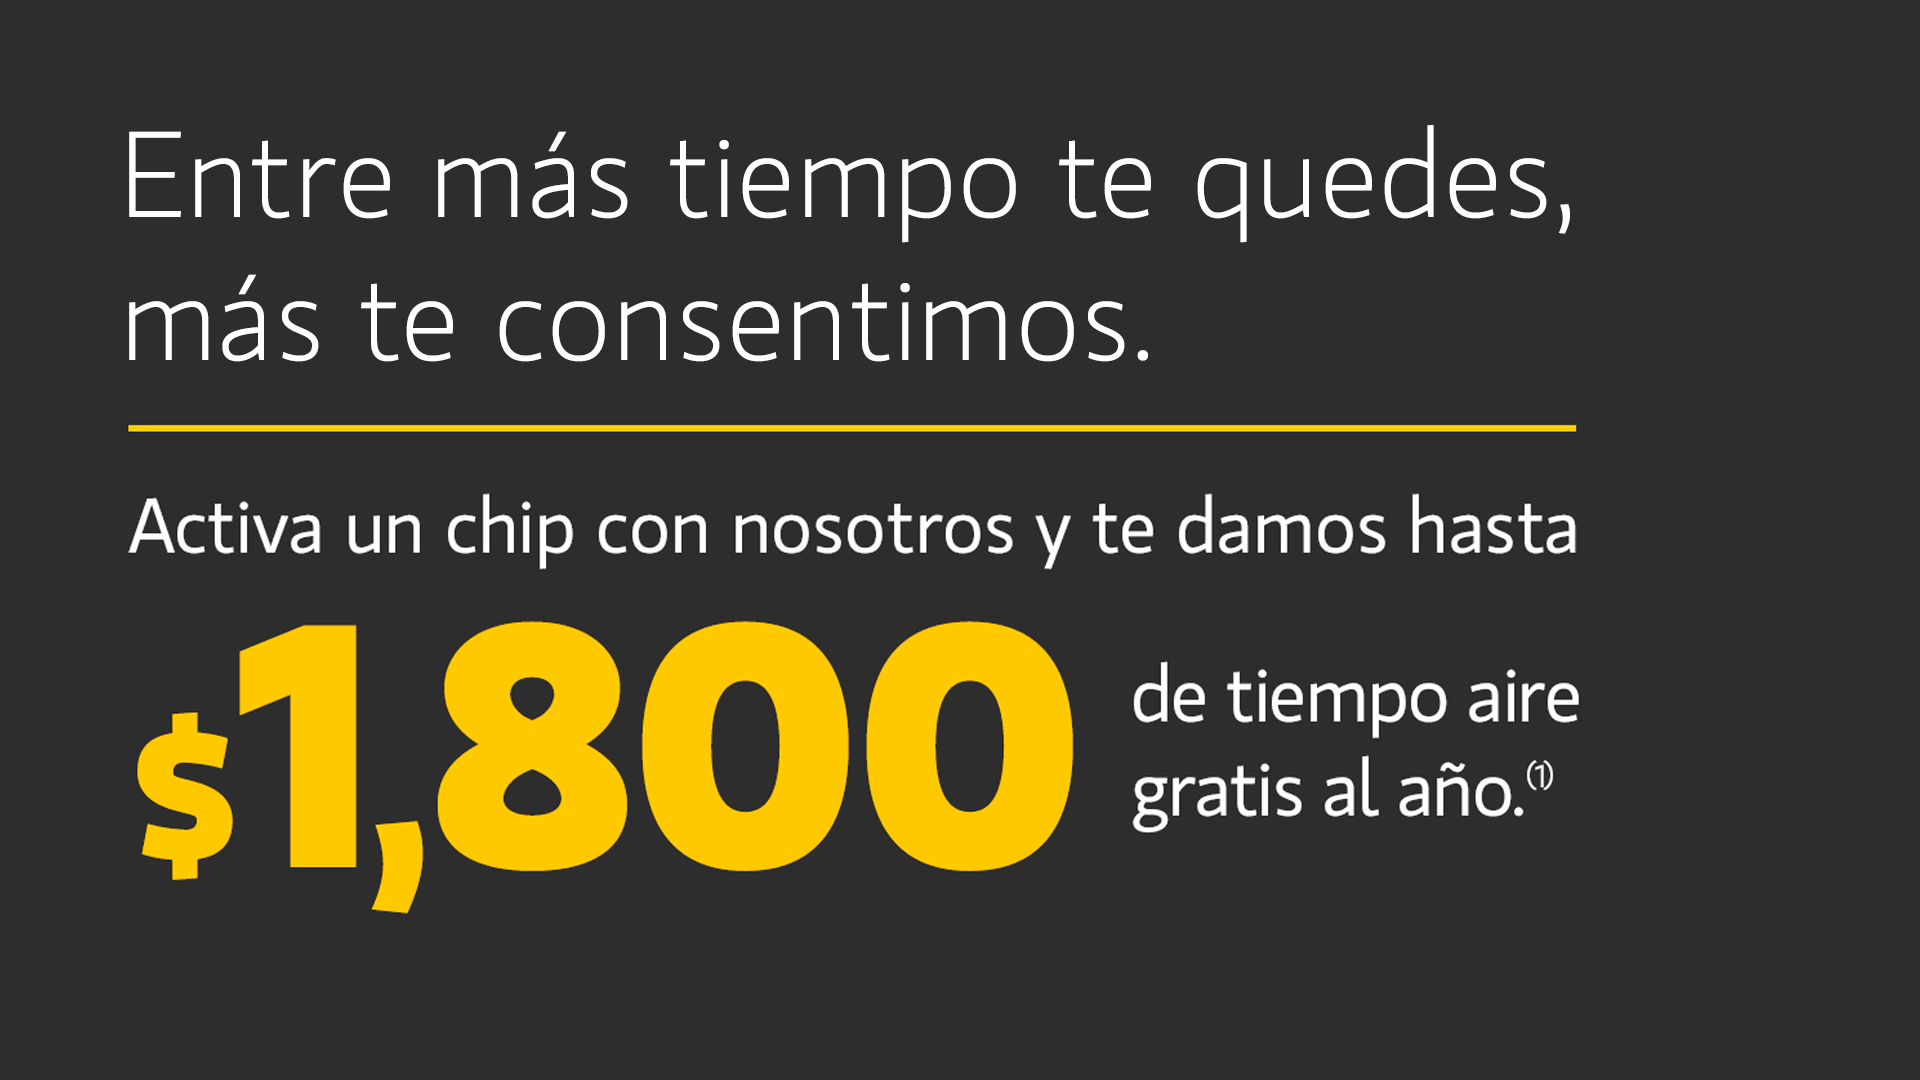 Entre más tiempo te quedes,
más te consentimos.
Activa un chip con nosotros y te damos hasta
$1,800
de tiempo aire
gratis al año.(1)